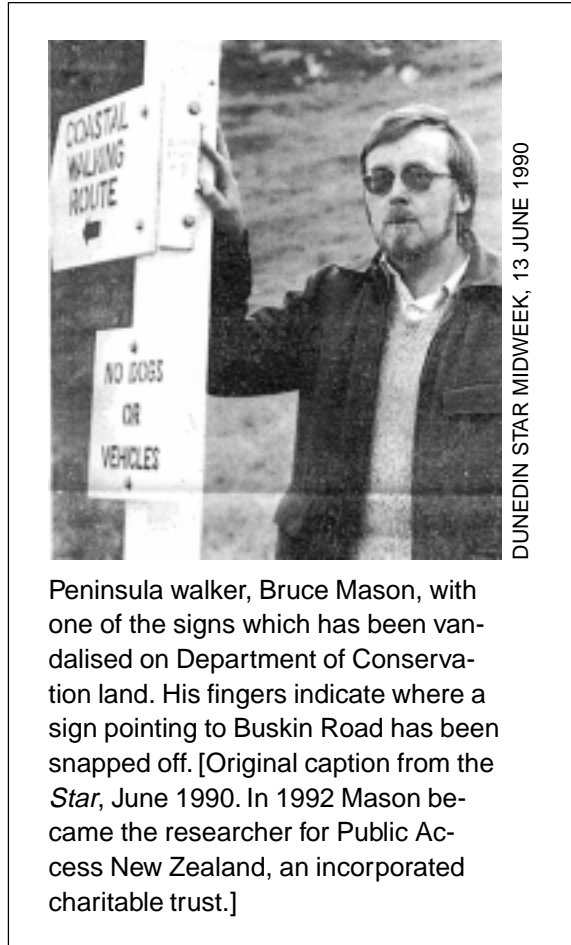 COASTAL
WALKING
ROUTE
NO DOGS
OR
VEHICLES
DUNEDIN STAR MIDWEEK, 13 JUNE 1990
Peninsula walker, Bruce Mason, with
one of the signs which has been van-
dalised on Department of Conserva-
tion land. His fingers indicate where a
sign pointing to Buskin Road has been
snapped off. [Original caption from the
Star, June 1990. In 1992 Mason be-
came the researcher for Public Ac-
cess New Zealand, an incorporated
charitable trust.]